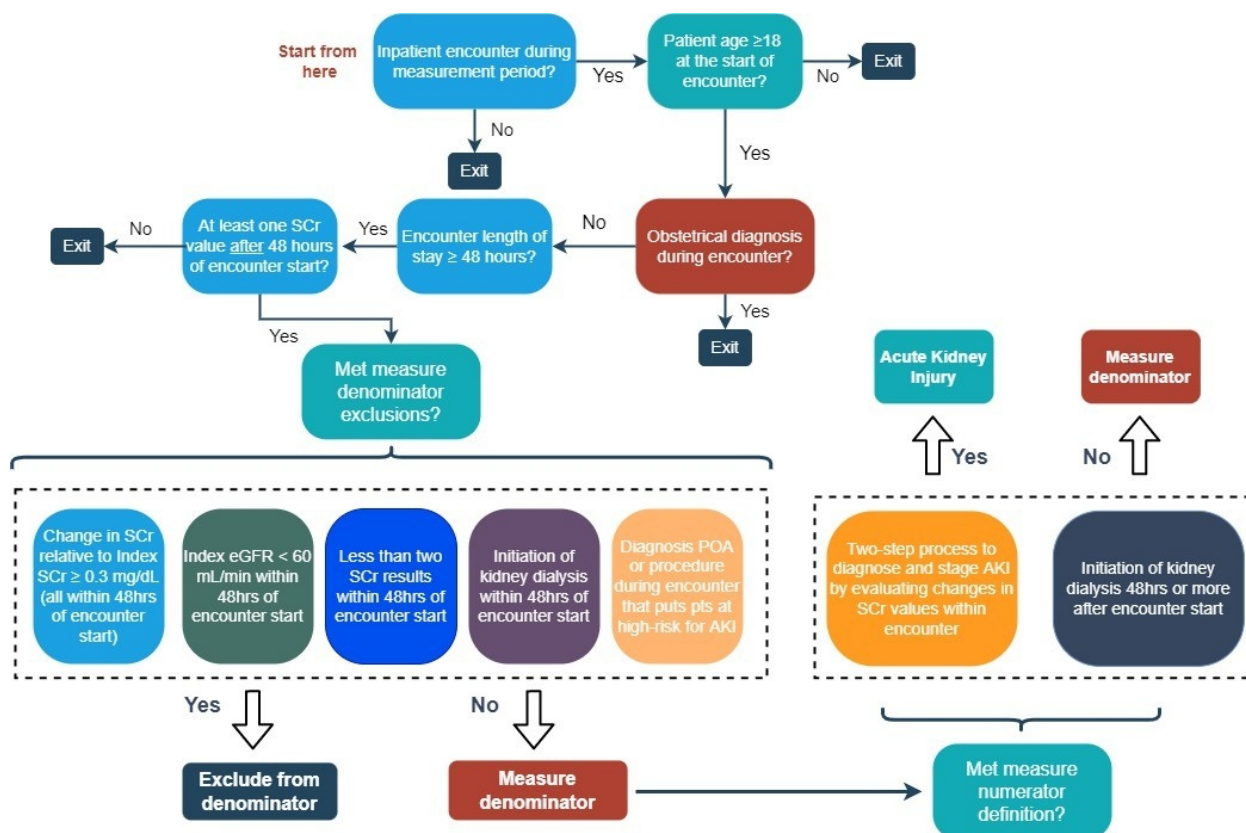 Start from
here
Inpatient encounter during
measurement period?
Yes
Patient age ≥18
at the start of
encounter?
No
Exit
No
Exit
Yes
At least one SCr
value after 48 hours
of encounter start?
No
Exit
Yes
Encounter length of
stay ≥ 48 hours?
No
Obstetrical diagnosis
during encounter?
Yes
Exit
Yes
Met measure
denominator
exclusions?
Acute Kidney
Injury
Measure
denominator
Yes
No
Change in SCr
relative to Index
SCr ≥ 0.3 mg/dL
(all within 48hrs
of encounter
start)
Index eGFR < 60
mL/min within
48hrs of
encounter start
Less than two
SCr results
within 48hrs of
encounter start
Initiation of
kidney dialysis
within 48hrs of
encounter start
Diagnosis POA
or procedure
during encounter
that puts pts at
high-risk for AKI
Two-step process to
diagnose and stage AKI
by evaluating changes in
SCr values within
encounter
Initiation of kidney
dialysis 48hrs or more
after encounter start
Yes
No
Exclude from
denominator
Measure
denominator
Met measure
numerator
definition?